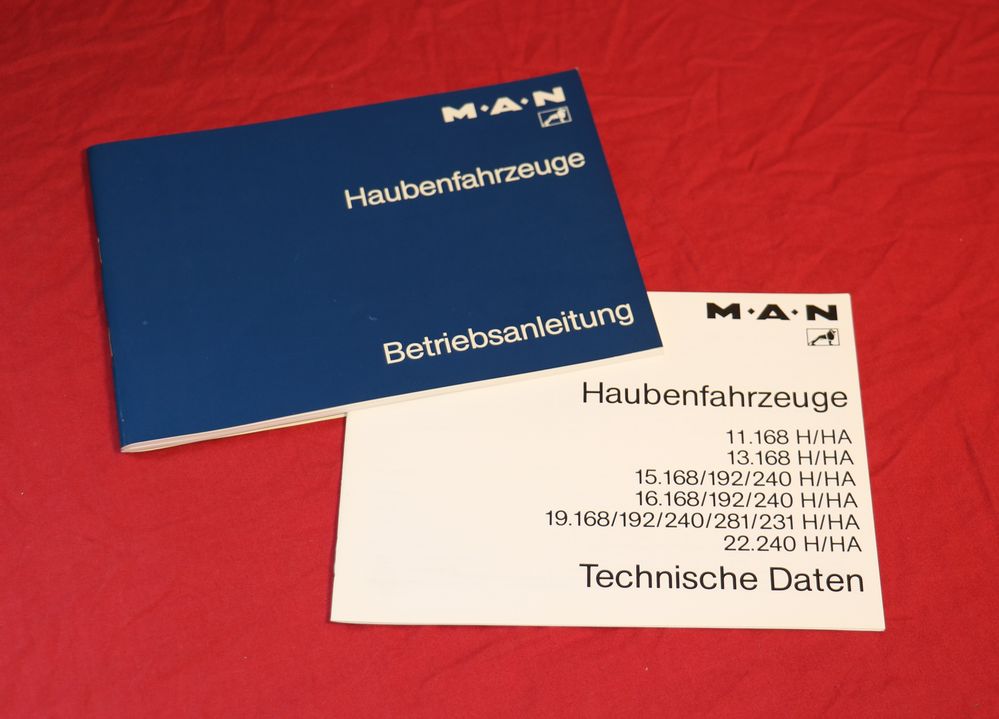 M·A·N
Haubenfahrzeuge
Betriebsanleitung
M·A·N
Haubenfahrzeuge
11.168 H/HA
13.168 H/HA
15.168/192/240 H/HA
16.168/192/240 H/HA
19.168/192/240/281/231 H/HA
22.240 H/HA
Technische Daten